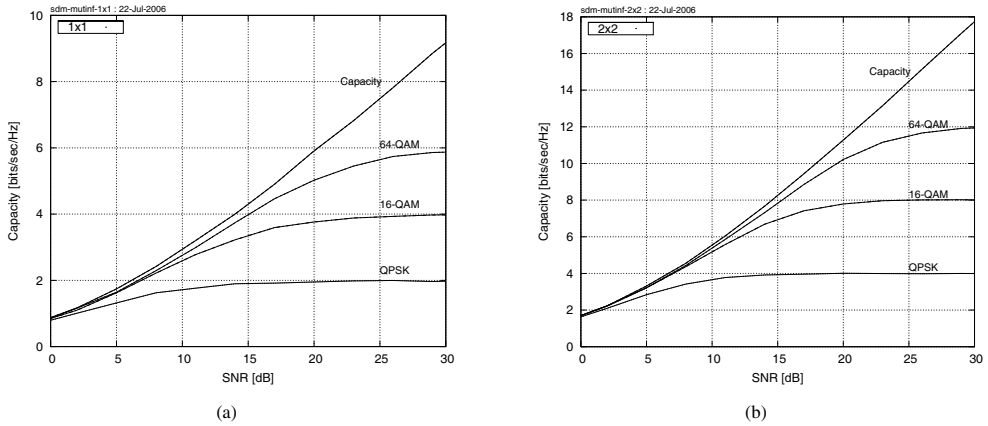 sdm-mutinf-1x1 : 22-Jul-2006
1x1
Capacity [bits/sec/Hz]
10
8
6
4
2
0
Capacity
64-QAM
16-QAM
QPSK
0 5 10 15 20 25 30
SNR [dB]
(a)
sdm-mutinf-2x2 : 22-Jul-2006
2x2
Capacity [bits/sec/Hz]
18
16
14
12
10
8
6
4
2
0
Capacity
64-QAM
16-QAM
QPSK
0 5 10 15 20 25 30
SNR [dB]
(b)